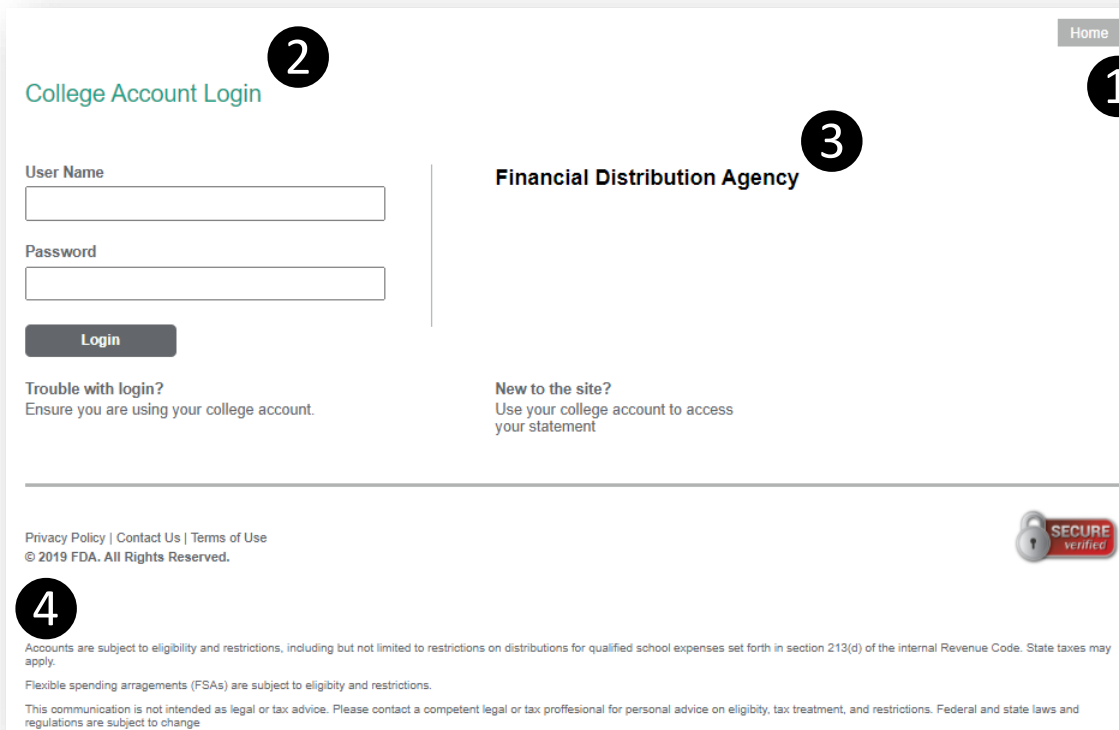 Home
2
1
College Account Login
3
User Name
Financial Distribution Agency
Password
Login
Trouble with login?
New to the site?
Ensure you are using your college account.
Use your college account to access
your statement
Privacy Policy | Contact Us | Terms of Use
© 2019 FDA. All Rights Reserved.
SECURE
verified
4
Accounts are subject to eligibility and restrictions, including but not limited to restrictions on distributions for qualified school expenses set forth in section 213(d) of the internal Revenue Code. State taxes may
apply.
Flexible spending arragements (FSAs) are subject to eligibity and restrictions.
This communication is not intended as legal or tax advice. Please contact a competent legal or tax proffesional for personal advice on eligibity, tax treatment, and restrictions. Federal and state laws and
regulations are subject to change